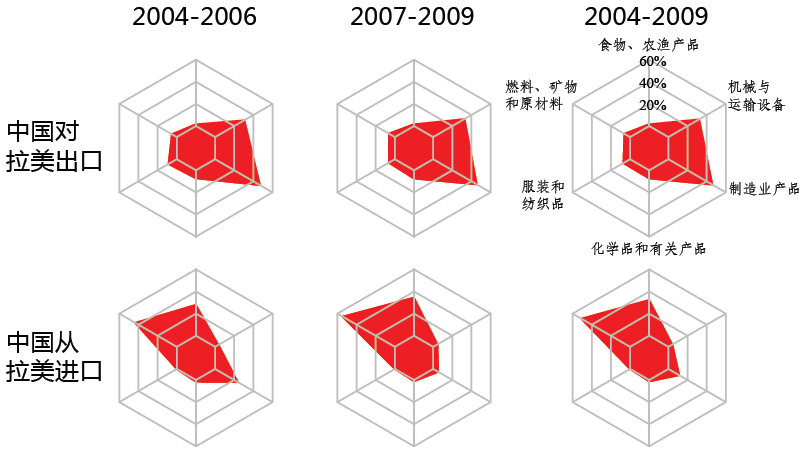 2004-2006
2007-2009
2004-2009
食物、农渔产品
60%
40%
20%
燃料、矿物
和原材料
机械与
运输设备
中国对
拉美出口
服装和
纺织品
制造业产品
化学品和有关产品
中国从
拉美进口